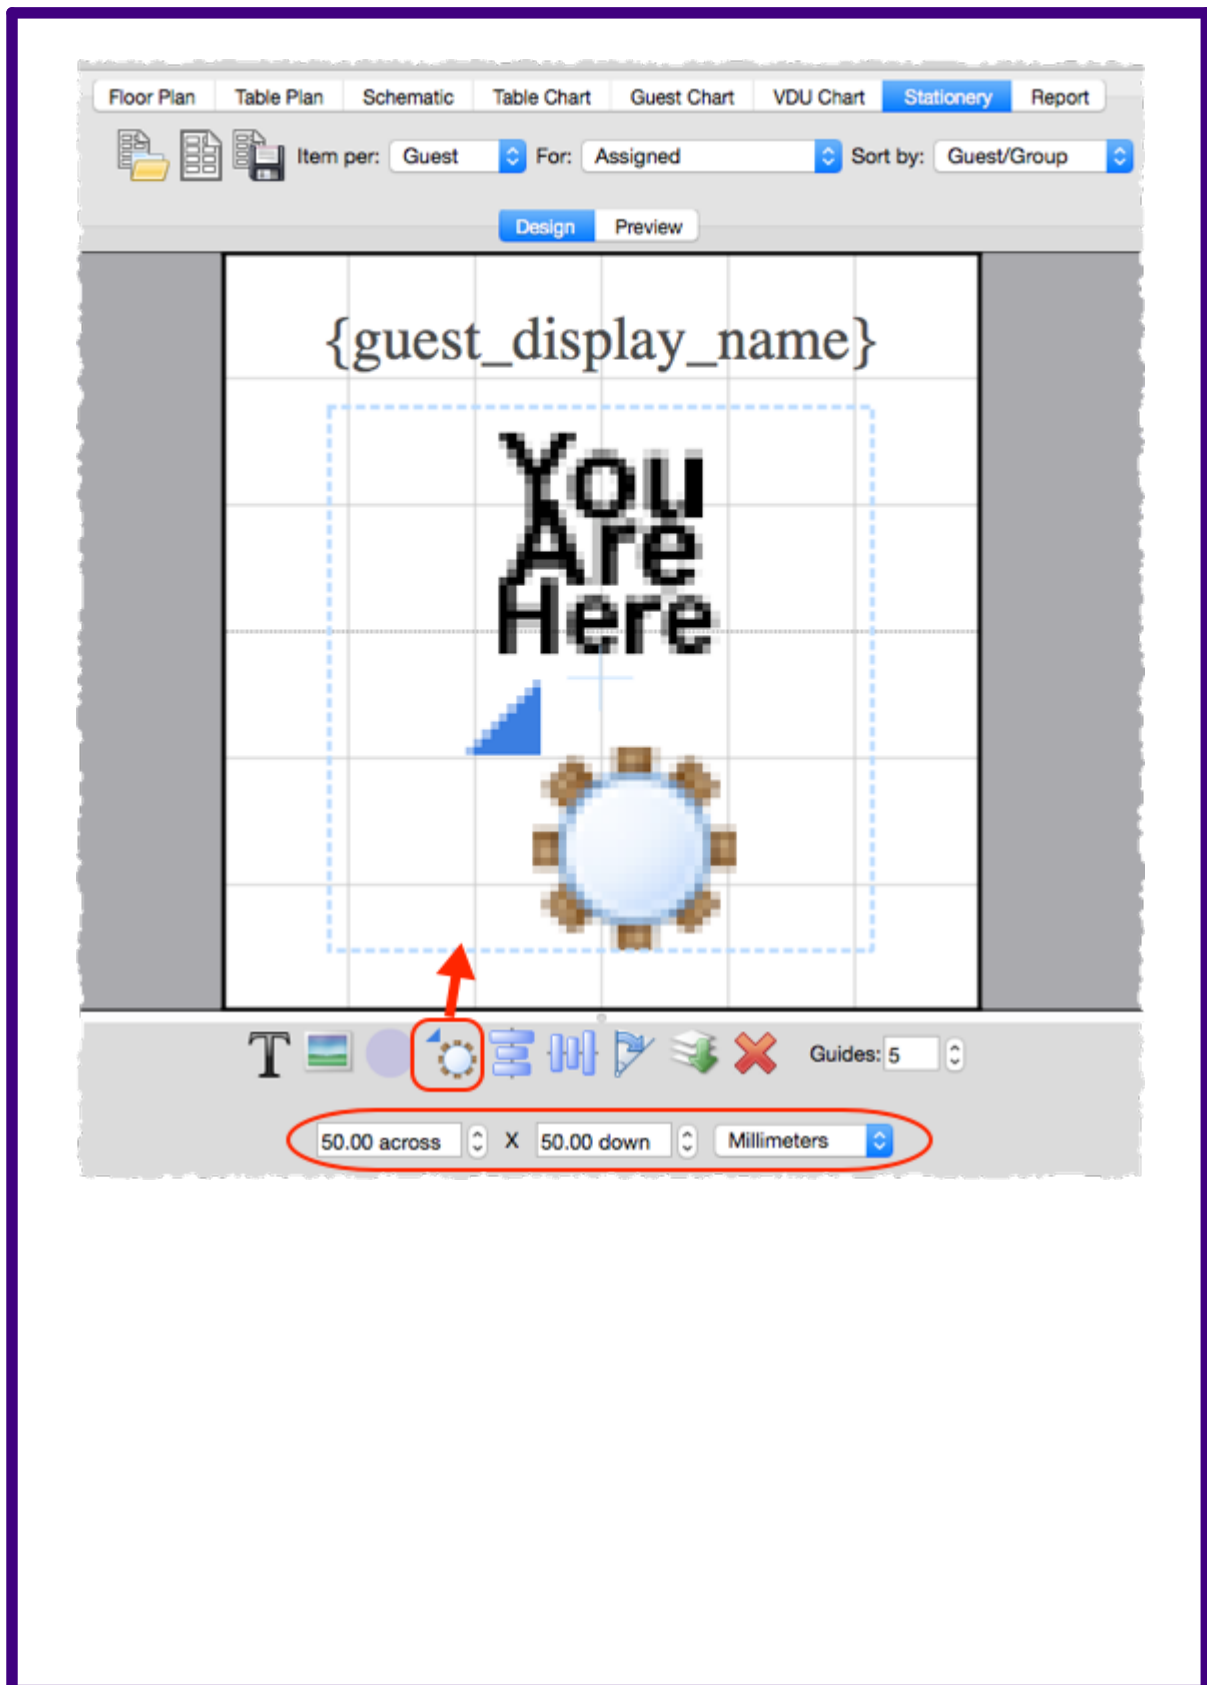 Floor Plan Table Plan Schematic Table Chart Guest Chart VDU Chart Stationery Report
Item per: Guest For: Assigned Sort by: Guest/Group
Design Preview
{guest_display_name}
You
Are
Here
T Guides: 5
50.00 across X 50.00 down Millimeters